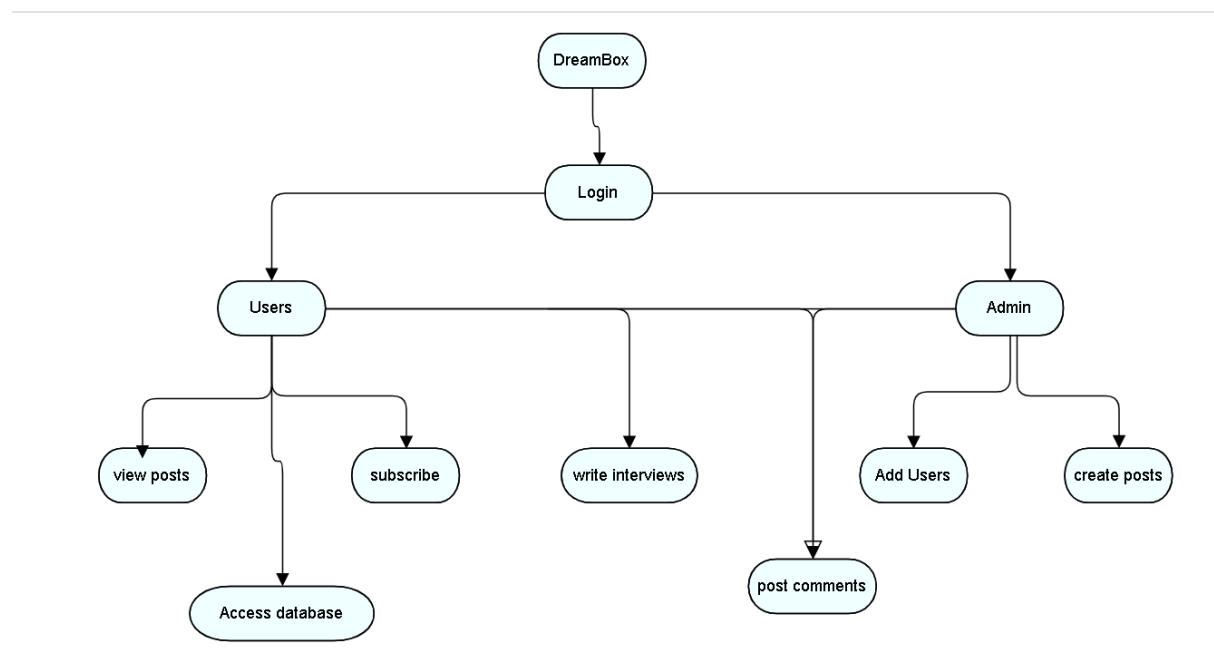 DreamBox
Login
Users
Admin
view posts
subscribe
write interviews
Add Users
create posts
post comments
Access database